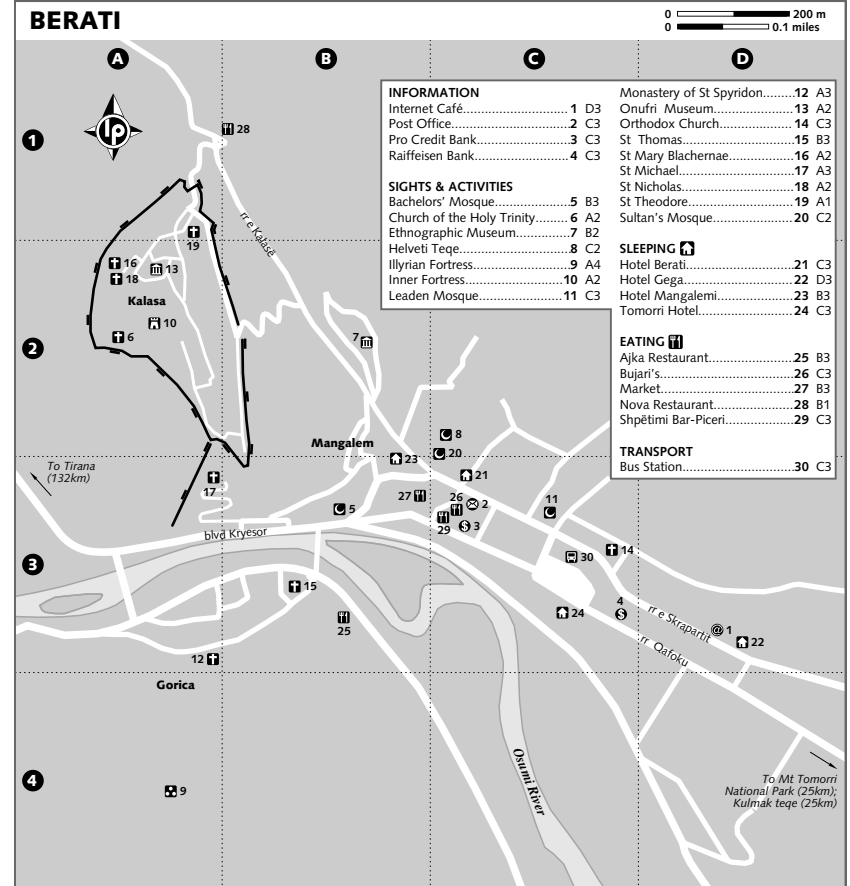 BERATI
0 200 m
0 0.1 miles
A B C D
1
2
3
4
lp
INFORMATION
Internet Café 1 D3
Post Office 2 C3
Pro Credit Bank 3 C3
Raiffeisen Bank 4 C3
SIGHTS & ACTIVITIES
Bachelors' Mosque 5 B3
Church of the Holy Trinity 6 A2
Ethnographic Museum 7 B2
Helveti Teqe 8 C2
Illyrian Fortress 9 A4
Inner Fortress 10 A2
Leaden Mosque 11 C3
Monastery of St Spyridon 12 A3
Onufri Museum 13 A2
Orthodox Church 14 C3
St Thomas 15 B3
St Mary Blachernae 16 A2
St Michael 17 A3
St Nicholas 18 A2
St Theodore 19 A1
Sultan's Mosque 20 C2
SLEEPING
Hotel Berati 21 C3
Hotel Gega 22 D3
Hotel Mangalemi 23 B3
Tomorri Hotel 24 C3
EATING
Ajka Restaurant 25 B3
Bujari's 26 C3
Market 27 B3
Nova Restaurant 28 B1
Shpëtimi Bar-Piceri 29 C3
TRANSPORT
Bus Station 30 C3
28
rr e Kalasë
19
16
13
18
Kalasa
10
6
7
Mangalem
8
20
23
21
To Tirana
(132km)
17
27
26
2
5
29
3
11
blvd Kryesor
30
14
15
25
24
4
rr e Skrapartit
1
22
rr Qafoku
12
Gorica
9
Osumi River
To Mt Tomorri
National Park (25km);
Kulmak teqe (25km)